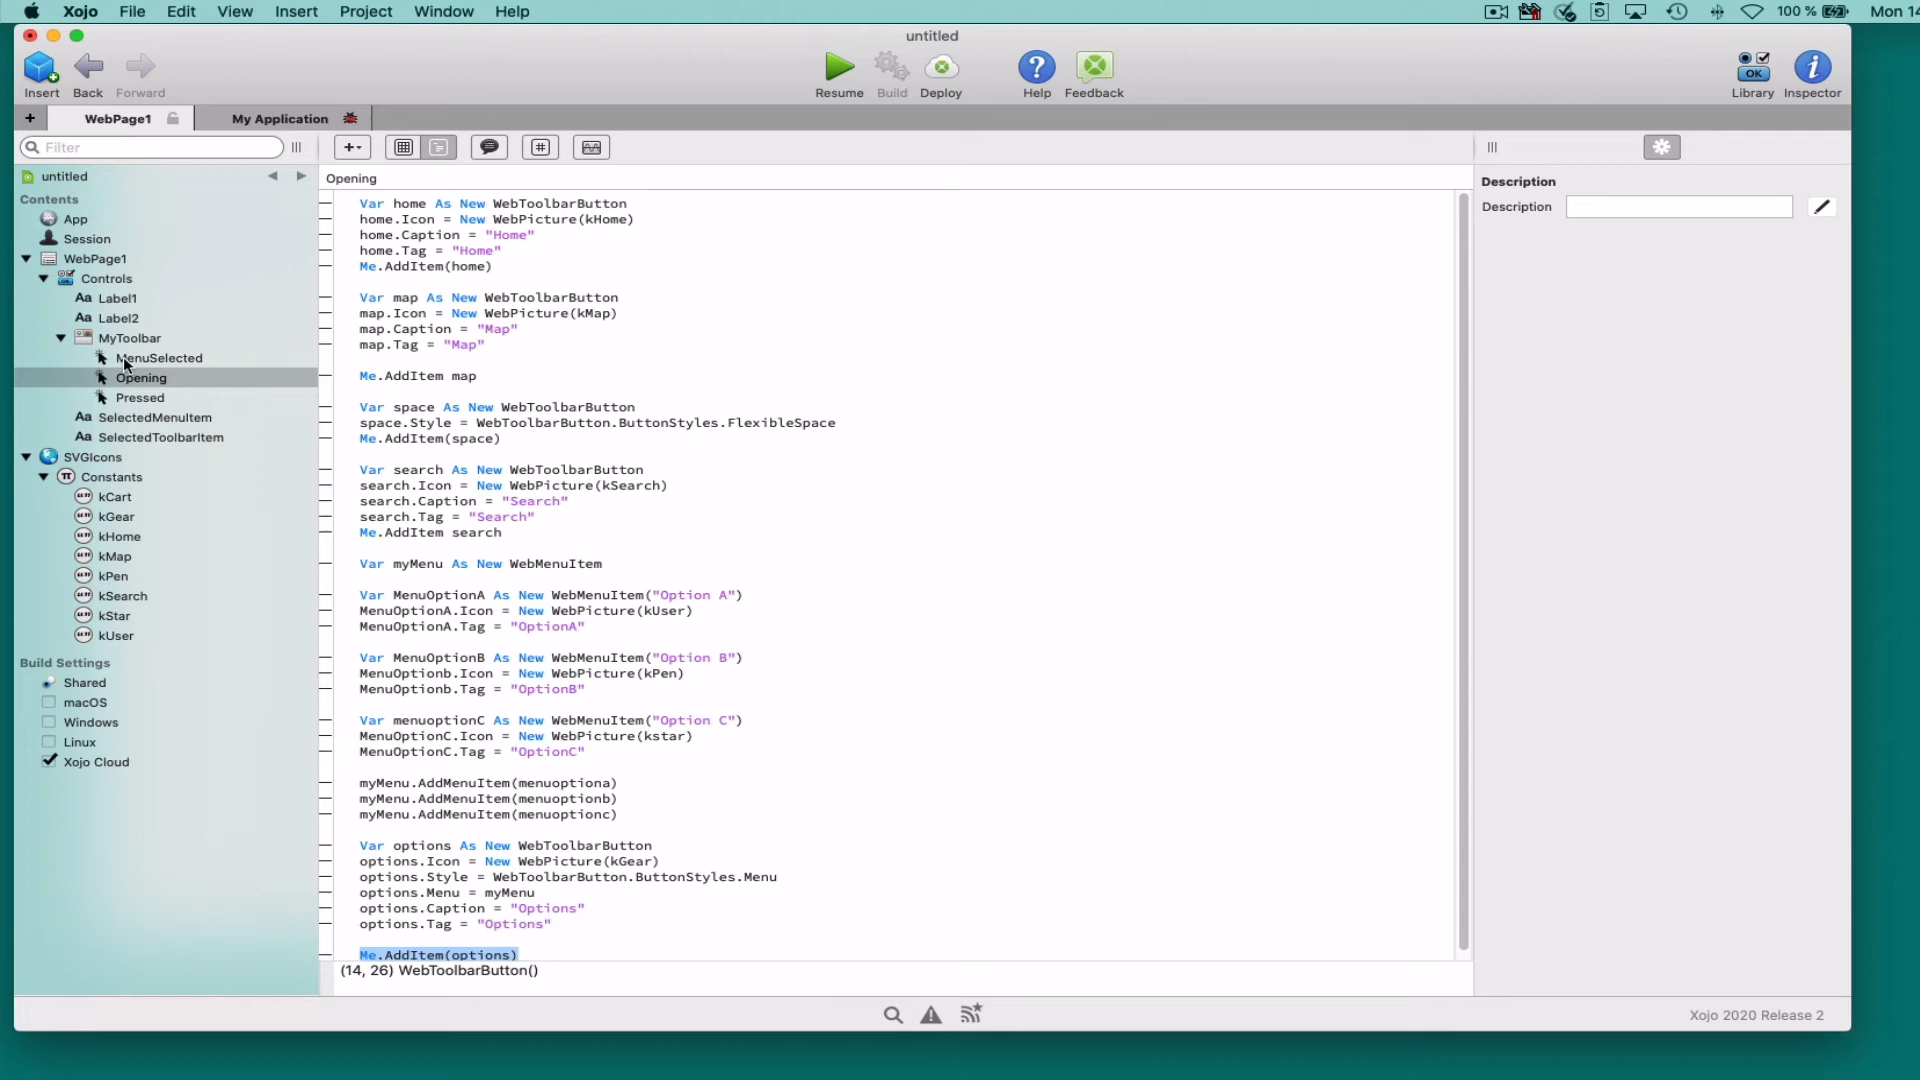 Xojo File Edit View Insert Project Window Help
100 % Mon 14
untitled
Insert Back Forward
Resume Build Deploy Help Feedback
OK
Library Inspector
+ WebPage1 My Application
Filter
untitled
Contents
App
Session
WebPage1
Controls
Aa Label1
Aa Label2
MyToolbar
MenuSelected
Opening
Pressed
Aa SelectedMenuItem
Aa SelectedToolbarItem
SVGIcons
Constants
kCart
kGear
kHome
kMap
kPen
kSearch
kStar
kUser
Build Settings
Shared
macOS
Windows
Linux
Xojo Cloud
Opening
Var home As New WebToolbarButton
home.Icon = New WebPicture(kHome)
home.Caption = "Home"
home.Tag = "Home"
Me.AddItem(home)
Var map As New WebToolbarButton
map.Icon = New WebPicture(kMap)
map.Caption = "Map"
map.Tag = "Map"
Me.AddItem map
Var space As New WebToolbarButton
space.Style = WebToolbarButton.ButtonStyles.FlexibleSpace
Me.AddItem(space)
Var search As New WebToolbarButton
search.Icon = New WebPicture(kSearch)
search.Caption = "Search"
search.Tag = "Search"
Me.AddItem search
Var myMenu As New WebMenuItem
Var MenuOptionA As New WebMenuItem("Option A")
MenuOptionA.Icon = New WebPicture(kUser)
MenuOptionA.Tag = "OptionA"
Var MenuOptionB As New WebMenuItem("Option B")
MenuOptionb.Icon = New WebPicture(kPen)
MenuOptionb.Tag = "OptionB"
Var menuoptionC As New WebMenuItem("Option C")
MenuOptionC.Icon = New WebPicture(kstar)
MenuOptionC.Tag = "OptionC"
myMenu.AddMenuItem(menuoptiona)
myMenu.AddMenuItem(menuoptionb)
myMenu.AddMenuItem(menuoptionc)
Var options As New WebToolbarButton
options.Icon = New WebPicture(kGear)
options.Style = WebToolbarButton.ButtonStyles.Menu
options.Menu = myMenu
options.Caption = "Options"
options.Tag = "Options"
Me.AddItem(options)
(14, 26) WebToolbarButton()
Description
Description
Xojo 2020 Release 2